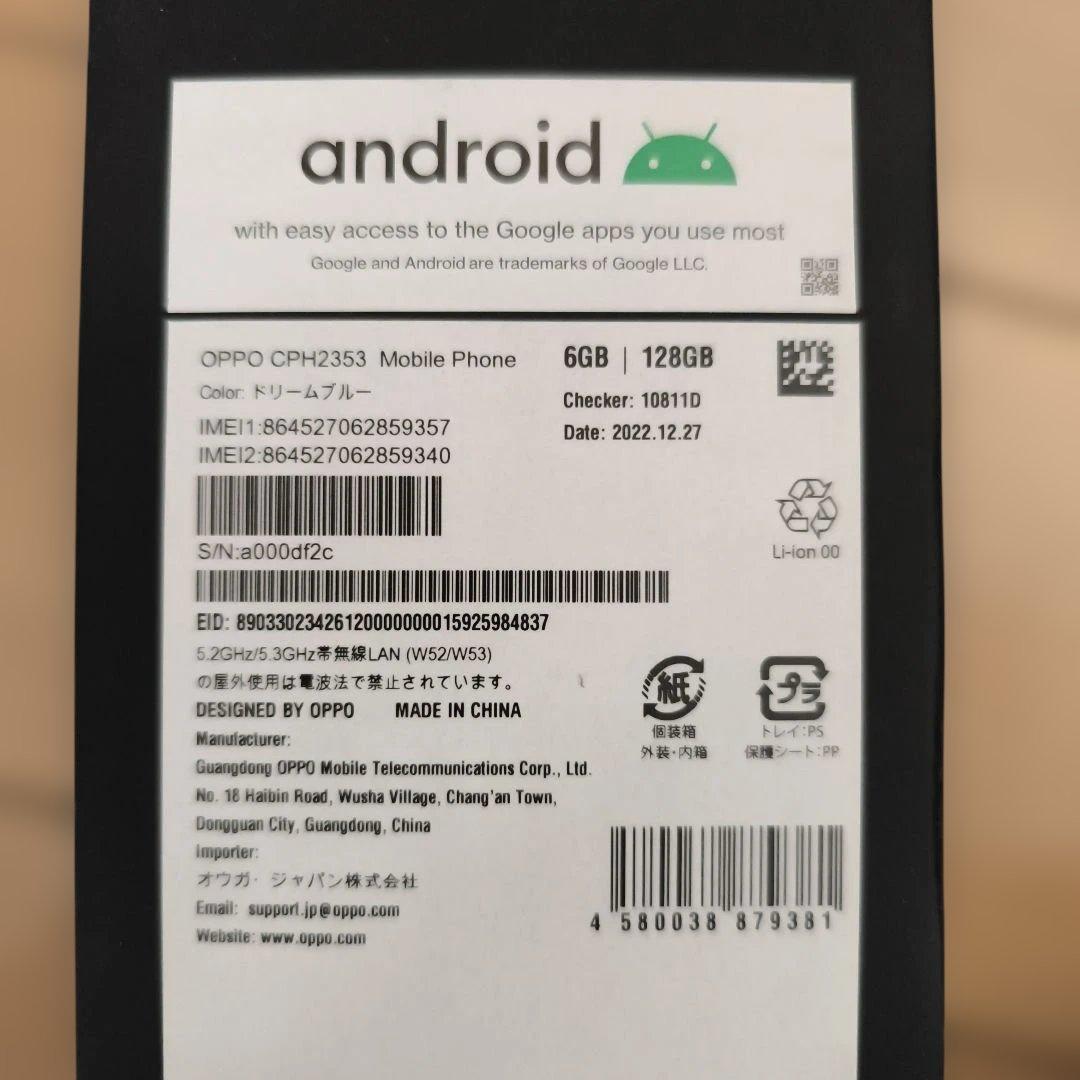 android
with easy access to the Google apps you use most
Google and Android are trademarks of Google LLC.
OPPO CPH2353 Mobile Phone
6GB | 128GB
Color: ドリームブルー
Checker: 10811D
IMEI1:864527062859357
Date: 2022.12.27
IMEI2:864527062859340
S/N:a000df2c
Li-ion 00
EID: 89033023426120000000015925984837
5.2GHz/5.3GHz帯無線LAN (W52/W53)
の屋外使用は電波法で禁止されています。
DESIGNED BY OPPO MADE IN CHINA
紙
個装箱
外装・内箱
プラ
トレイ:PS
保護シート:PP
Manufacturer:
Guangdong OPPO Mobile Telecommunications Corp., Ltd.
No. 18 Haibin Road, Wusha Village, Chang'an Town,
Dongguan City, Guangdong, China
Importer:
オウガ・ジャパン株式会社
Email: support.jp@oppo.com
Website: www.oppo.com
4 580038 879381